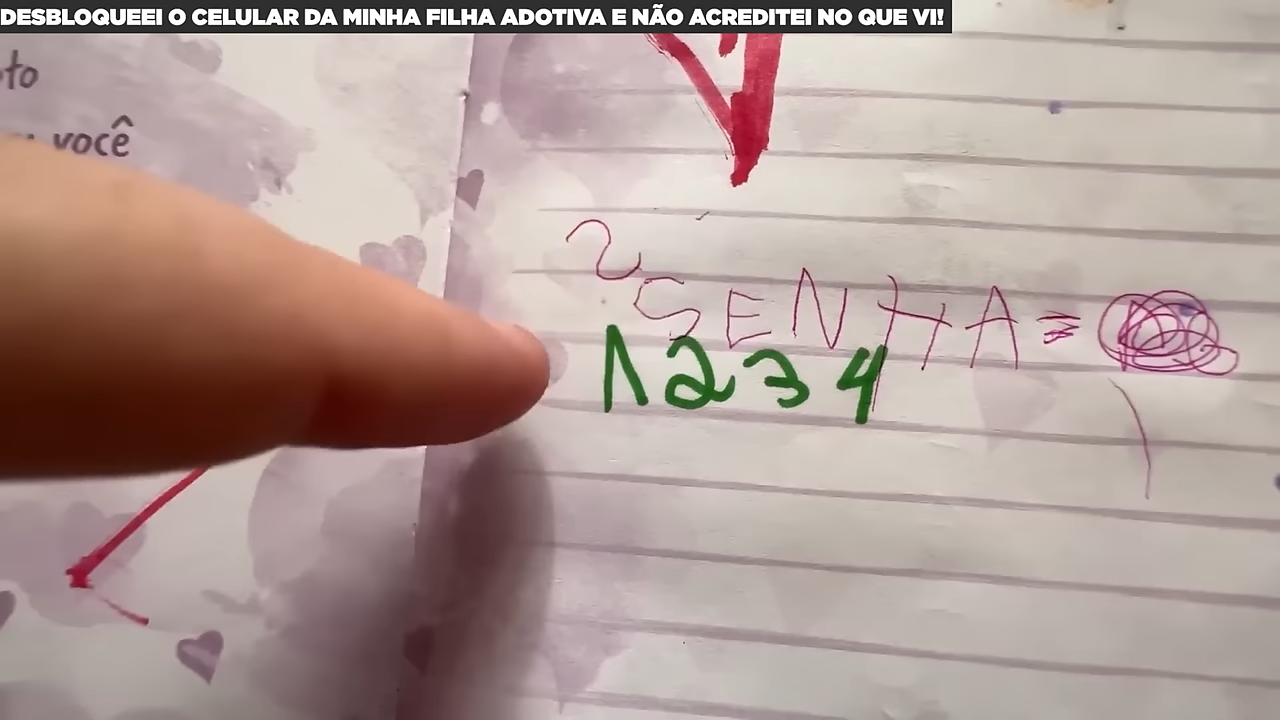 DESBLOQUEEI O CELULAR DA MINHA FILHA ADOTIVA E NÃO ACREDITEI NO QUE VI!
você
SENHA =
1234